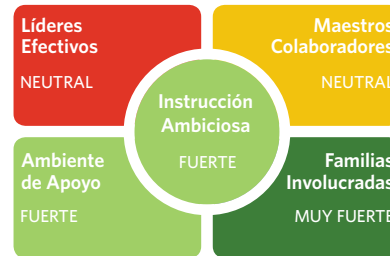 Líderes
Efectivos
NEUTRAL
Maestros
Colaboradores
NEUTRAL
Instrucción
Ambiciosa
FUERTE
Ambiente
de Apoyo
FUERTE
Familias
Involucradas
MUY FUERTE